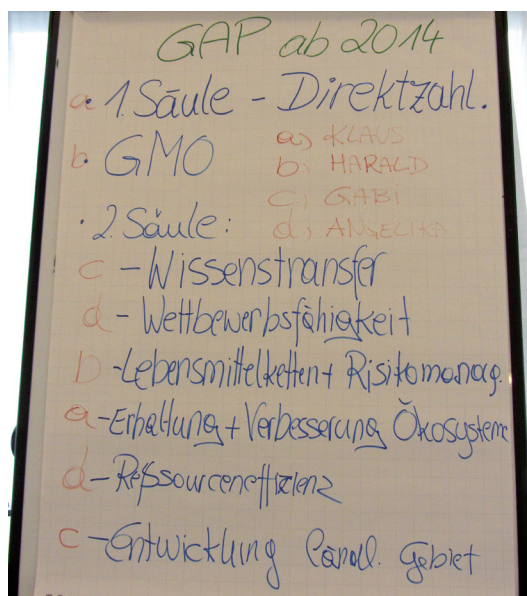 GAP ab 2014
a • 1. Säule - Direktzahl.
b • GMO
a) KLAUS
b) HARALD
c) GABi
d) ANGELIKA
• 2. Säule:
c - Wissenstransfer
d - Wettbewerbsfähigkeit
b - Lebensmittelketten + Risikomanag.
a - Erhaltung + Verbesserung Ökosysteme
d - Ressourceneffizienz
c - Entwicklung ländl. Gebiet